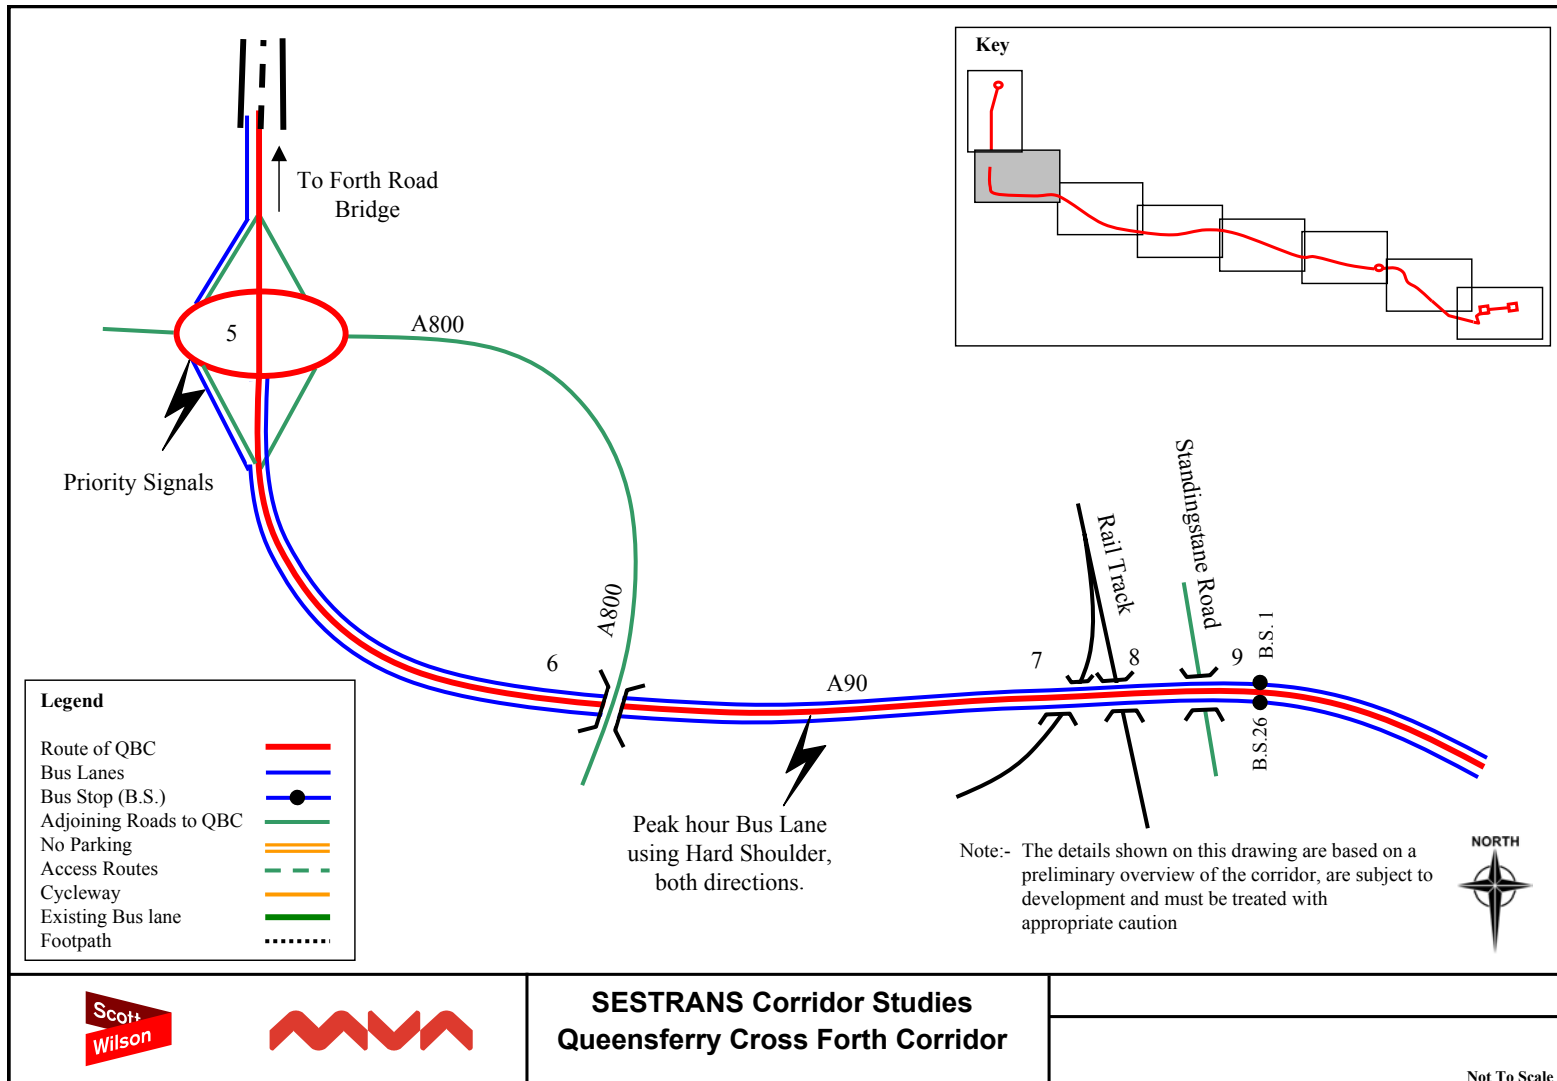 Key
To Forth Road
Bridge
5
A800
Priority Signals
A800
6
A90
Rail Track
Standingstane Road
7
8
9
B.S. 1
B.S.26
Peak hour Bus Lane
using Hard Shoulder,
both directions.
Legend
Route of QBC
Bus Lanes
Bus Stop (B.S.)
Adjoining Roads to QBC
No Parking
Access Routes
Cycleway
Existing Bus lane
Footpath
Note:- The details shown on this drawing are based on a
preliminary overview of the corridor, are subject to
development and must be treated with
appropriate caution
NORTH
Scott
Wilson
mva
SESTRANS Corridor Studies
Queensferry Cross Forth Corridor
Not To Scale